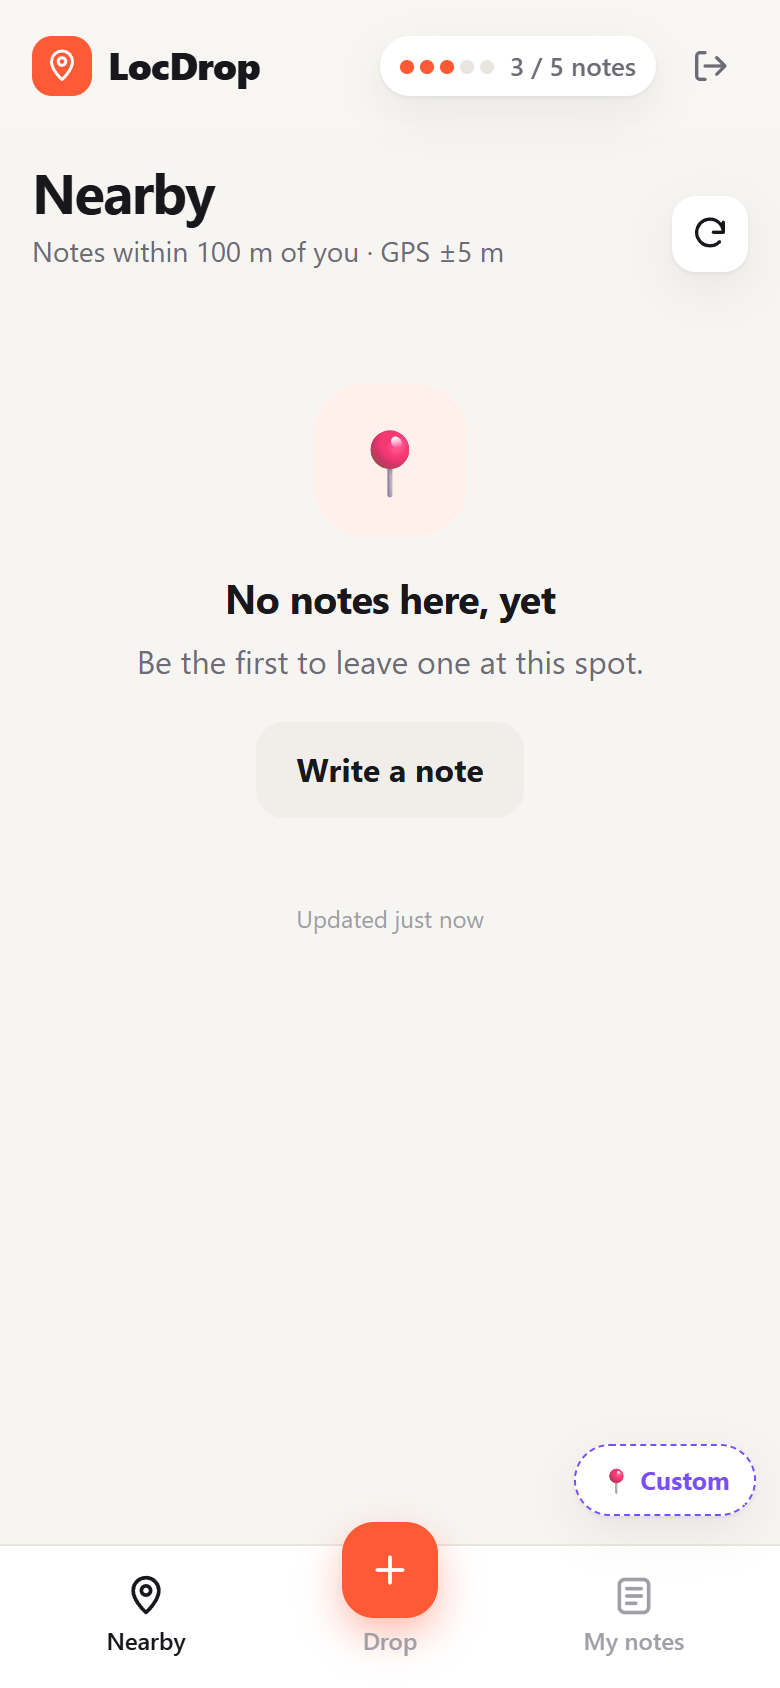 LocDrop
3 / 5 notes
Nearby
Notes within 100 m of you · GPS ±5 m
No notes here, yet
Be the first to leave one at this spot.
Write a note
Updated just now
Custom
Nearby
Drop
My notes